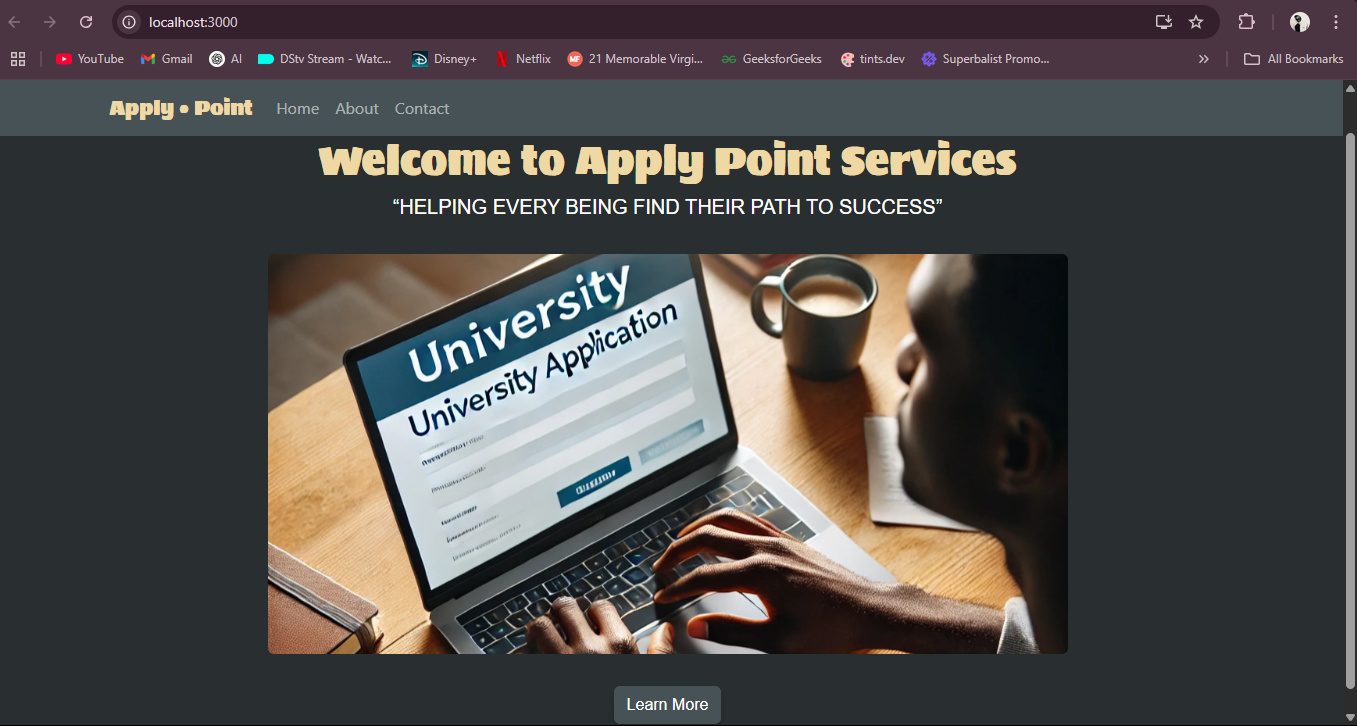 localhost:3000
YouTube Gmail AI DStv Stream - Watc... Disney+ Netflix MF 21 Memorable Virgi... GeeksforGeeks tints.dev Superbalist Promo... All Bookmarks
Apply • Point Home About Contact
Welcome to Apply Point Services
“HELPING EVERY BEING FIND THEIR PATH TO SUCCESS”
University
University Application
Learn More